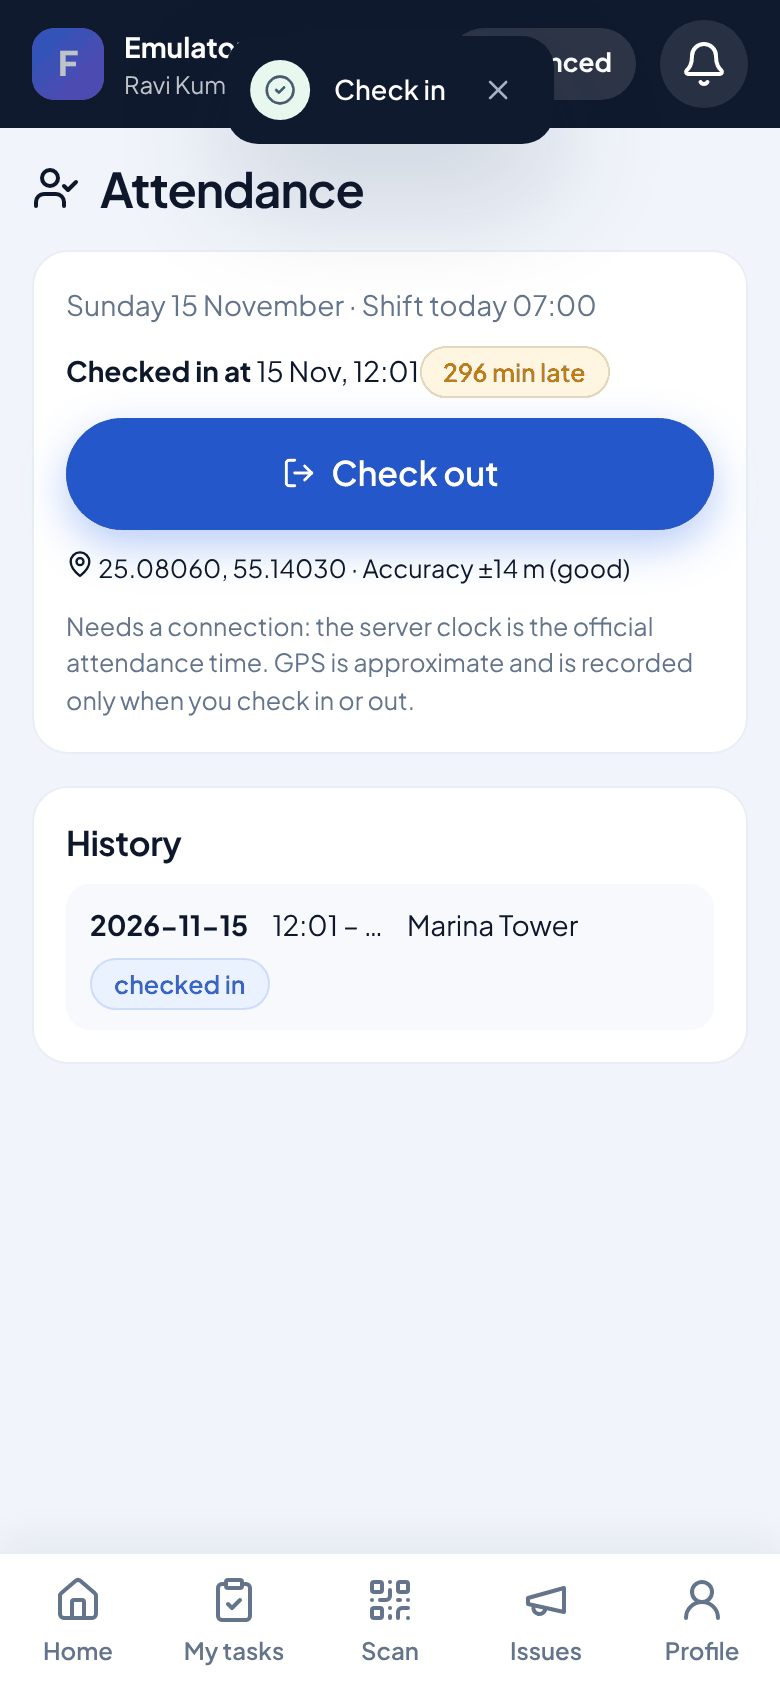 F
Ravi Kum
Check in
Attendance
Sunday 15 November · Shift today 07:00
Checked in at 15 Nov, 12:01 296 min late
Check out
25.08060, 55.14030 · Accuracy ±14 m (good)
Needs a connection: the server clock is the official
attendance time. GPS is approximate and is recorded
only when you check in or out.
History
2026-11-15 12:01 – ... Marina Tower
checked in
Home
My tasks
Scan
Issues
Profile